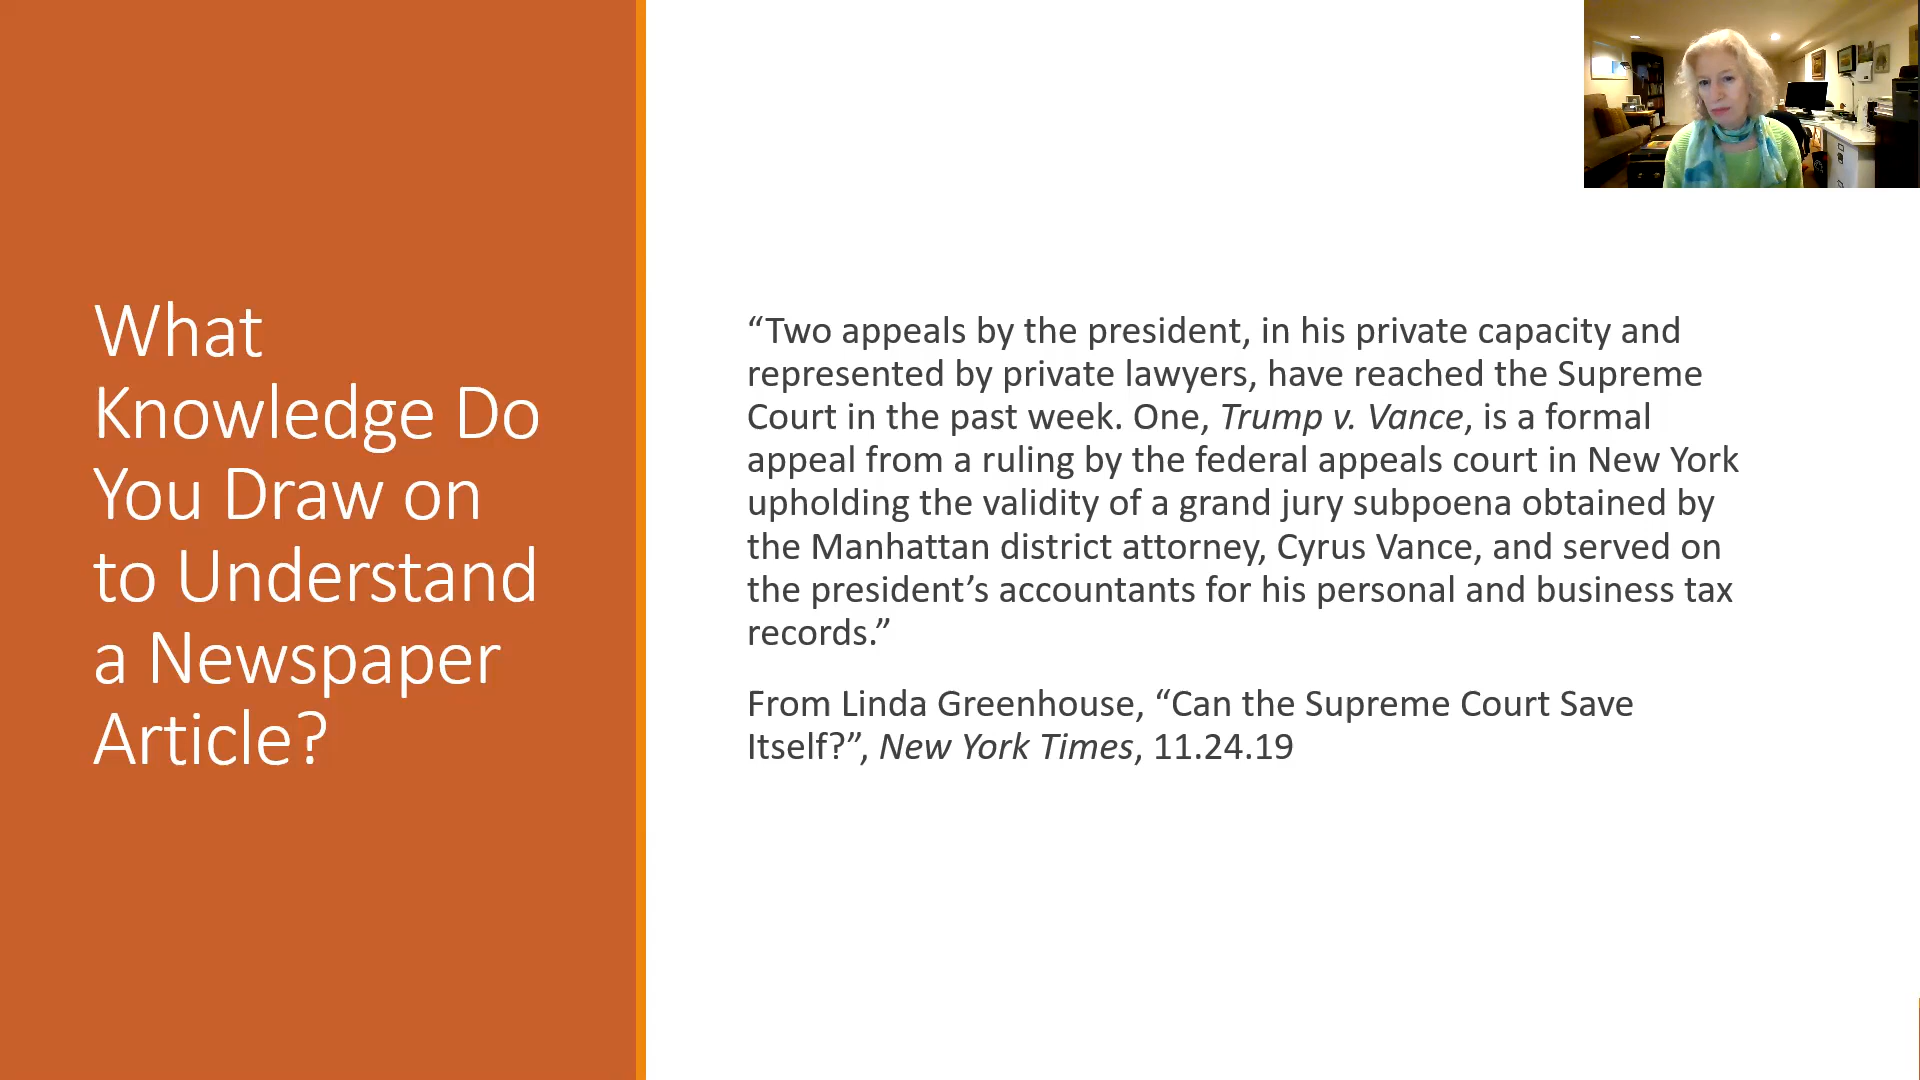 What
Knowledge Do
You Draw on
to Understand
a Newspaper
Article?
“Two appeals by the president, in his private capacity and
represented by private lawyers, have reached the Supreme
Court in the past week. One, Trump v. Vance, is a formal
appeal from a ruling by the federal appeals court in New York
upholding the validity of a grand jury subpoena obtained by
the Manhattan district attorney, Cyrus Vance, and served on
the president’s accountants for his personal and business tax
records.”
From Linda Greenhouse, “Can the Supreme Court Save
Itself?”, New York Times, 11.24.19